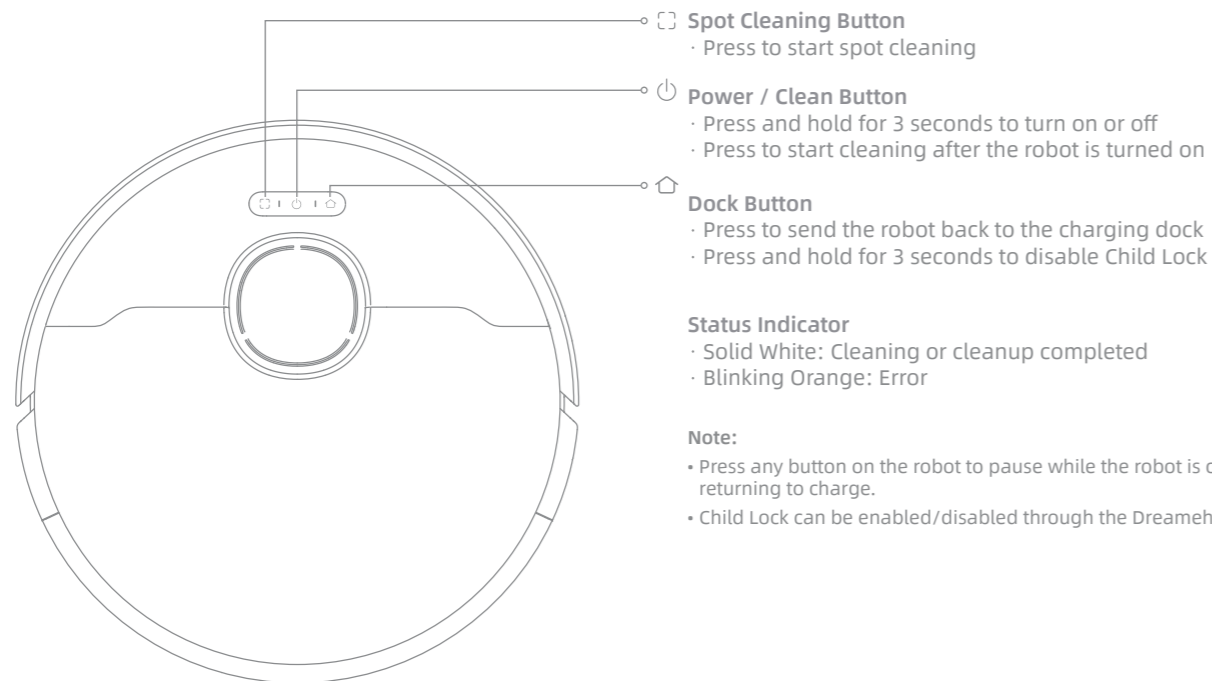 Spot Cleaning Button
· Press to start spot cleaning
Power / Clean Button
· Press and hold for 3 seconds to turn on or off
· Press to start cleaning after the robot is turned on
Dock Button
· Press to send the robot back to the charging dock
· Press and hold for 3 seconds to disable Child Lock
Status Indicator
· Solid White: Cleaning or cleanup completed
· Blinking Orange: Error
Note:
• Press any button on the robot to pause while the robot is
returning to charge.
• Child Lock can be enabled/disabled through the